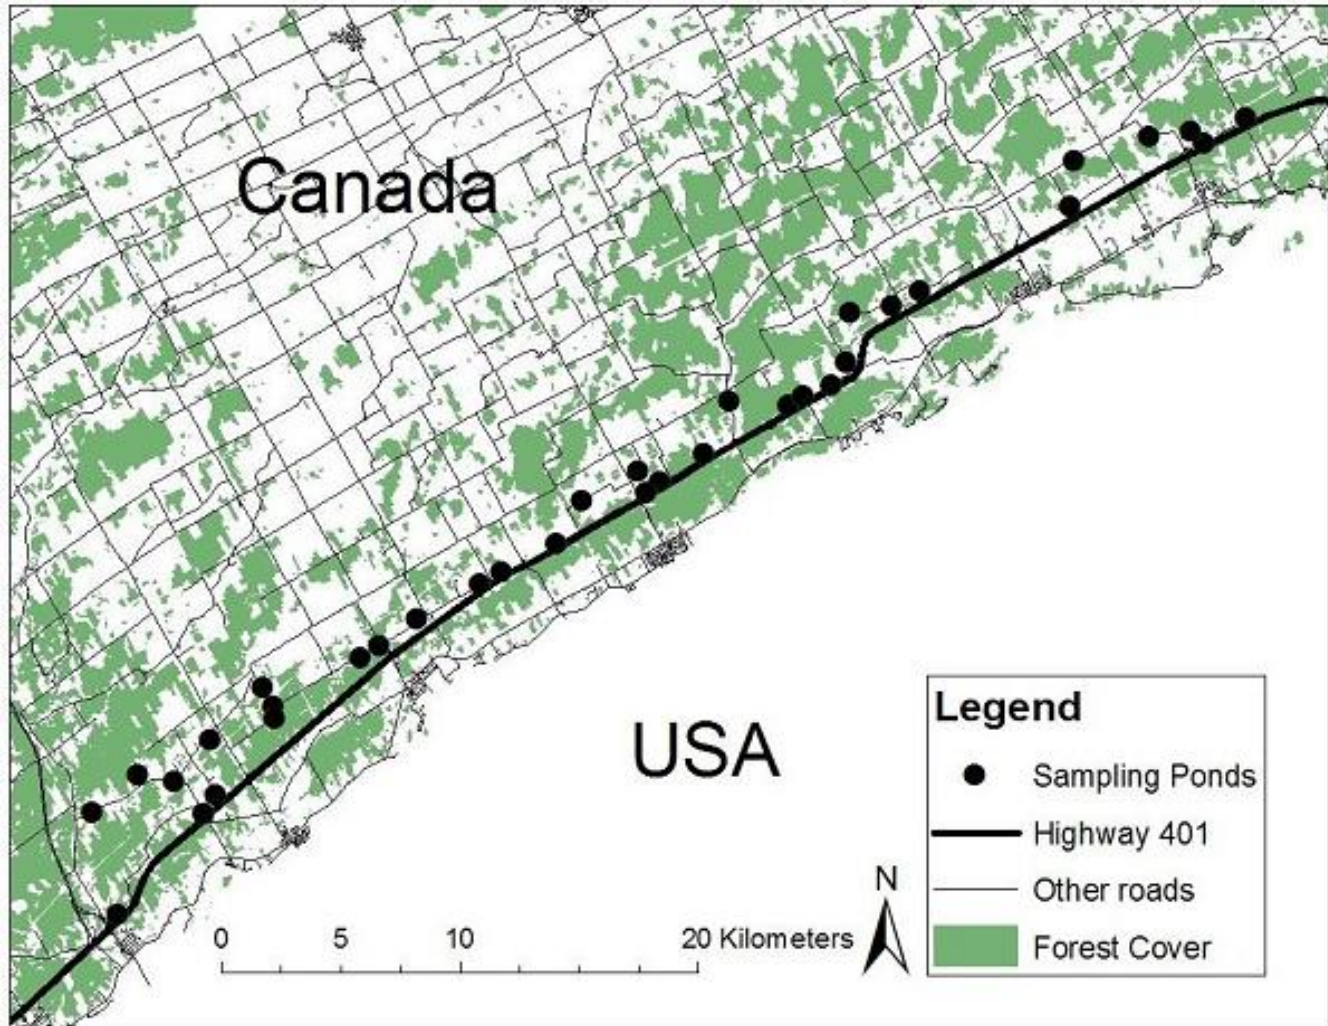 Canada
USA
Legend
Sampling Ponds
Highway 401
Other roads
Forest Cover
N
0 5 10 20 Kilometers